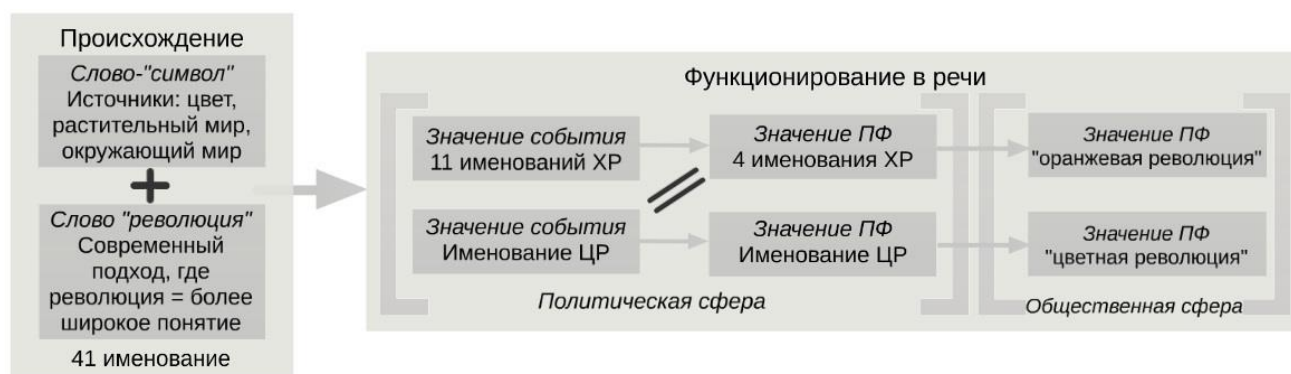 Происхождение
Слово-"символ"
Источники: цвет,
растительный мир,
окружающий мир
+
Слово "революция"
Современный
подход, где
революция = более
широкое понятие
41 именование
Функционирование в речи
Значение события
11 именований ХР
Значение ПФ
4 именования ХР
Значение ПФ
"оранжевая революция"
Значение события
Именование ЦР
Значение ПФ
Именование ЦР
Значение ПФ
"цветная революция"
Политическая сфера
Общественная сфера